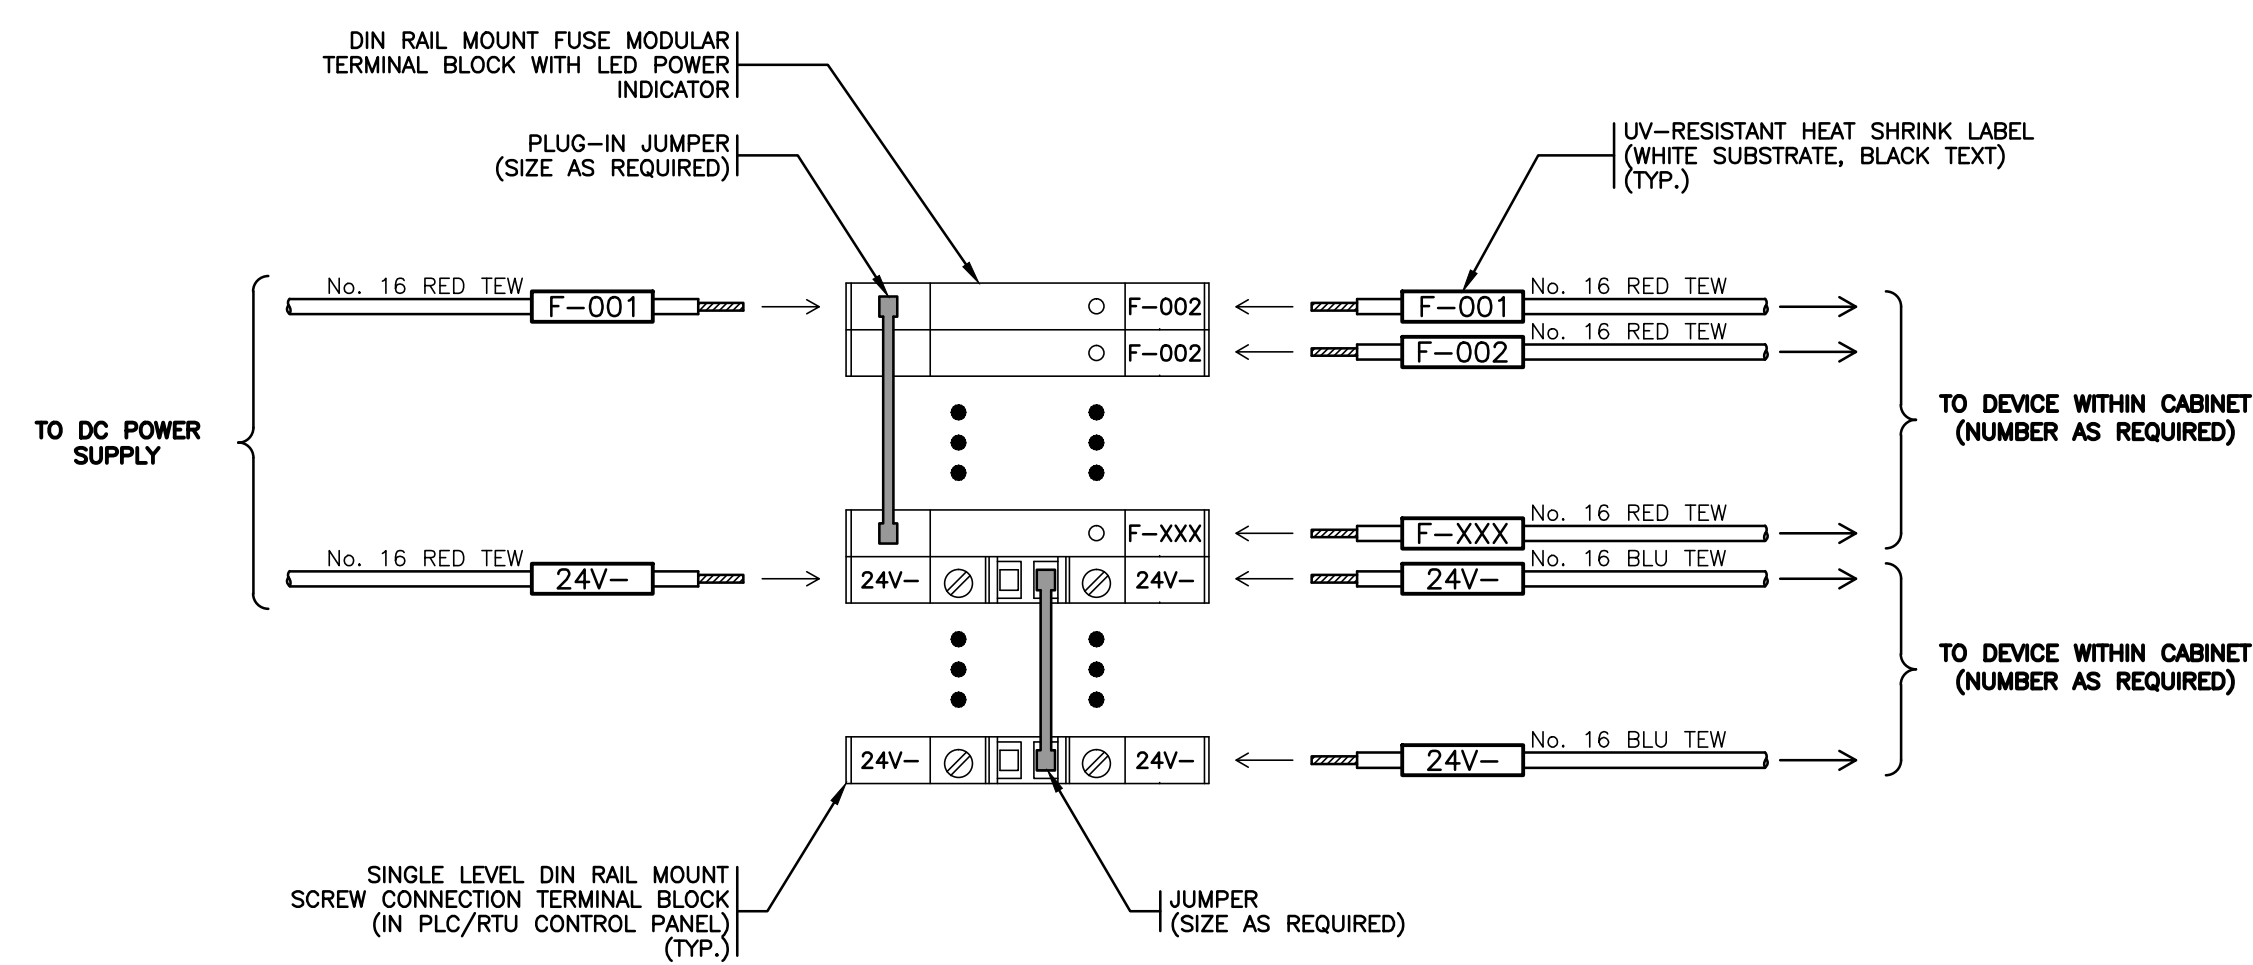 DIN RAIL MOUNT FUSE MODULAR
TERMINAL BLOCK WITH LED POWER
INDICATOR
PLUG-IN JUMPER
(SIZE AS REQUIRED)
UV-RESISTANT HEAT SHRINK LABEL
(WHITE SUBSTRATE, BLACK TEXT)
(TYP.)
No. 16 RED TEW
F-001
F-002
F-001
No. 16 RED TEW
F-002
F-002
No. 16 RED TEW
TO DC POWER
SUPPLY
TO DEVICE WITHIN CABINET
(NUMBER AS REQUIRED)
F-XXX
F-XXX
No. 16 RED TEW
No. 16 RED TEW
24V-
24V-
24V-
24V-
No. 16 BLU TEW
TO DEVICE WITHIN CABINET
(NUMBER AS REQUIRED)
24V-
24V-
24V-
No. 16 BLU TEW
SINGLE LEVEL DIN RAIL MOUNT
SCREW CONNECTION TERMINAL BLOCK
(IN PLC/RTU CONTROL PANEL)
(TYP.)
JUMPER
(SIZE AS REQUIRED)